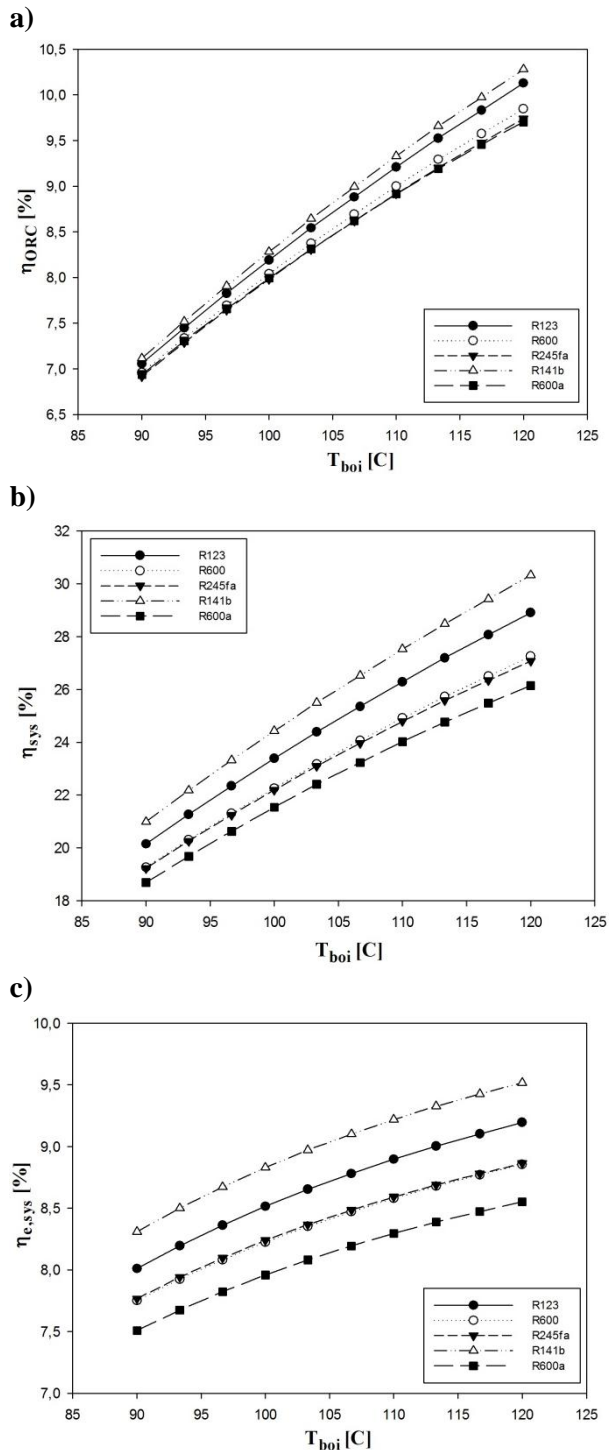 a)
10,5
10,0
9,5
9,0
8,5
8,0
7,5
7,0
6,5
η_ORC [%]
85 90 95 100 105 110 115 120 125
T_boi [C]
R123
R600
R245fa
R141b
R600a
b)
32
30
28
26
24
22
20
18
η_sys [%]
85 90 95 100 105 110 115 120 125
T_boi [C]
R123
R600
R245fa
R141b
R600a
c)
10,0
9,5
9,0
8,5
8,0
7,5
7,0
η_e,sys [%]
80 85 90 95 100 105 110 115 120 125
T_boi [C]
R123
R600
R245fa
R141b
R600a